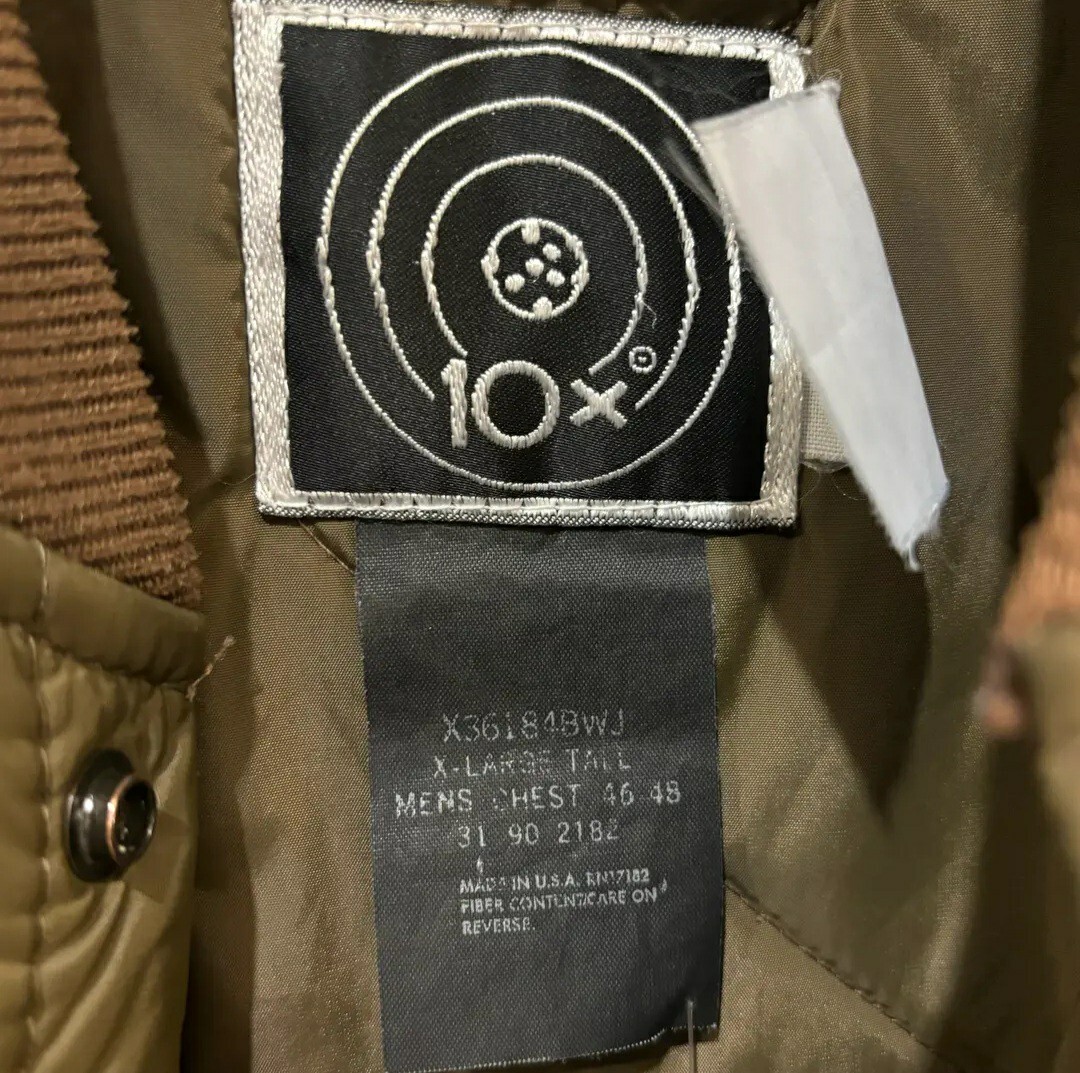 10x
X36184BWJ
X-LARGE TALL
MENS CHEST 46 48
31 90 2182
MADE IN U.S.A. RN17182
FIBER CONTENT/CARE ON
REVERSE.